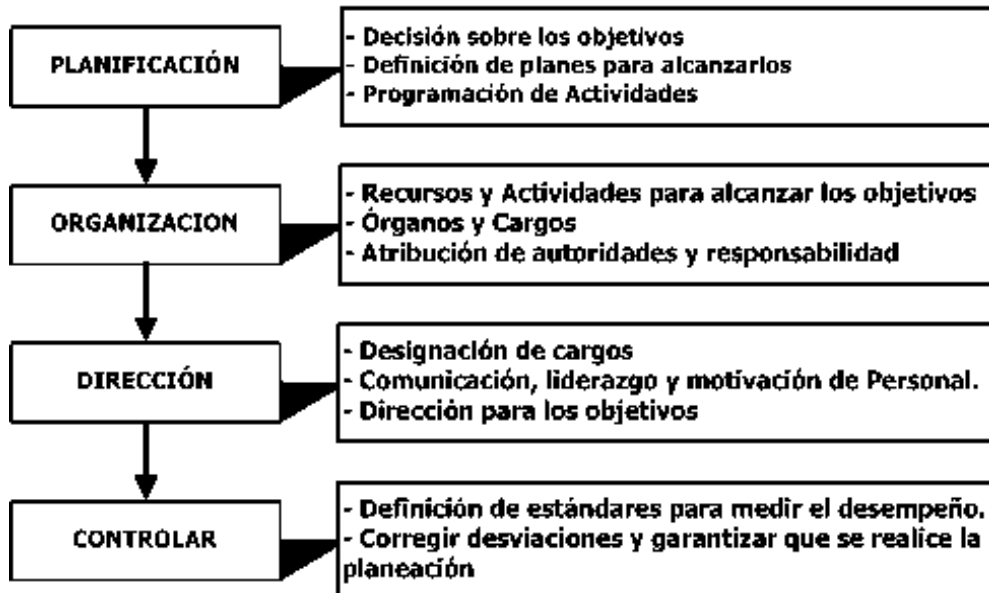 PLANIFICACIÓN
- Decisión sobre los objetivos
- Definición de planes para alcanzarlos
- Programación de Actividades
ORGANIZACION
- Recursos y Actividades para alcanzar los objetivos
- Órganos y Cargos
- Atribución de autoridades y responsabilidad
DIRECCIÓN
- Designación de cargos
- Comunicación, liderazgo y motivación de Personal.
- Dirección para los objetivos
CONTROLAR
- Definición de estándares para medir el desempeño.
- Corregir desviaciones y garantizar que se realice la
planeación